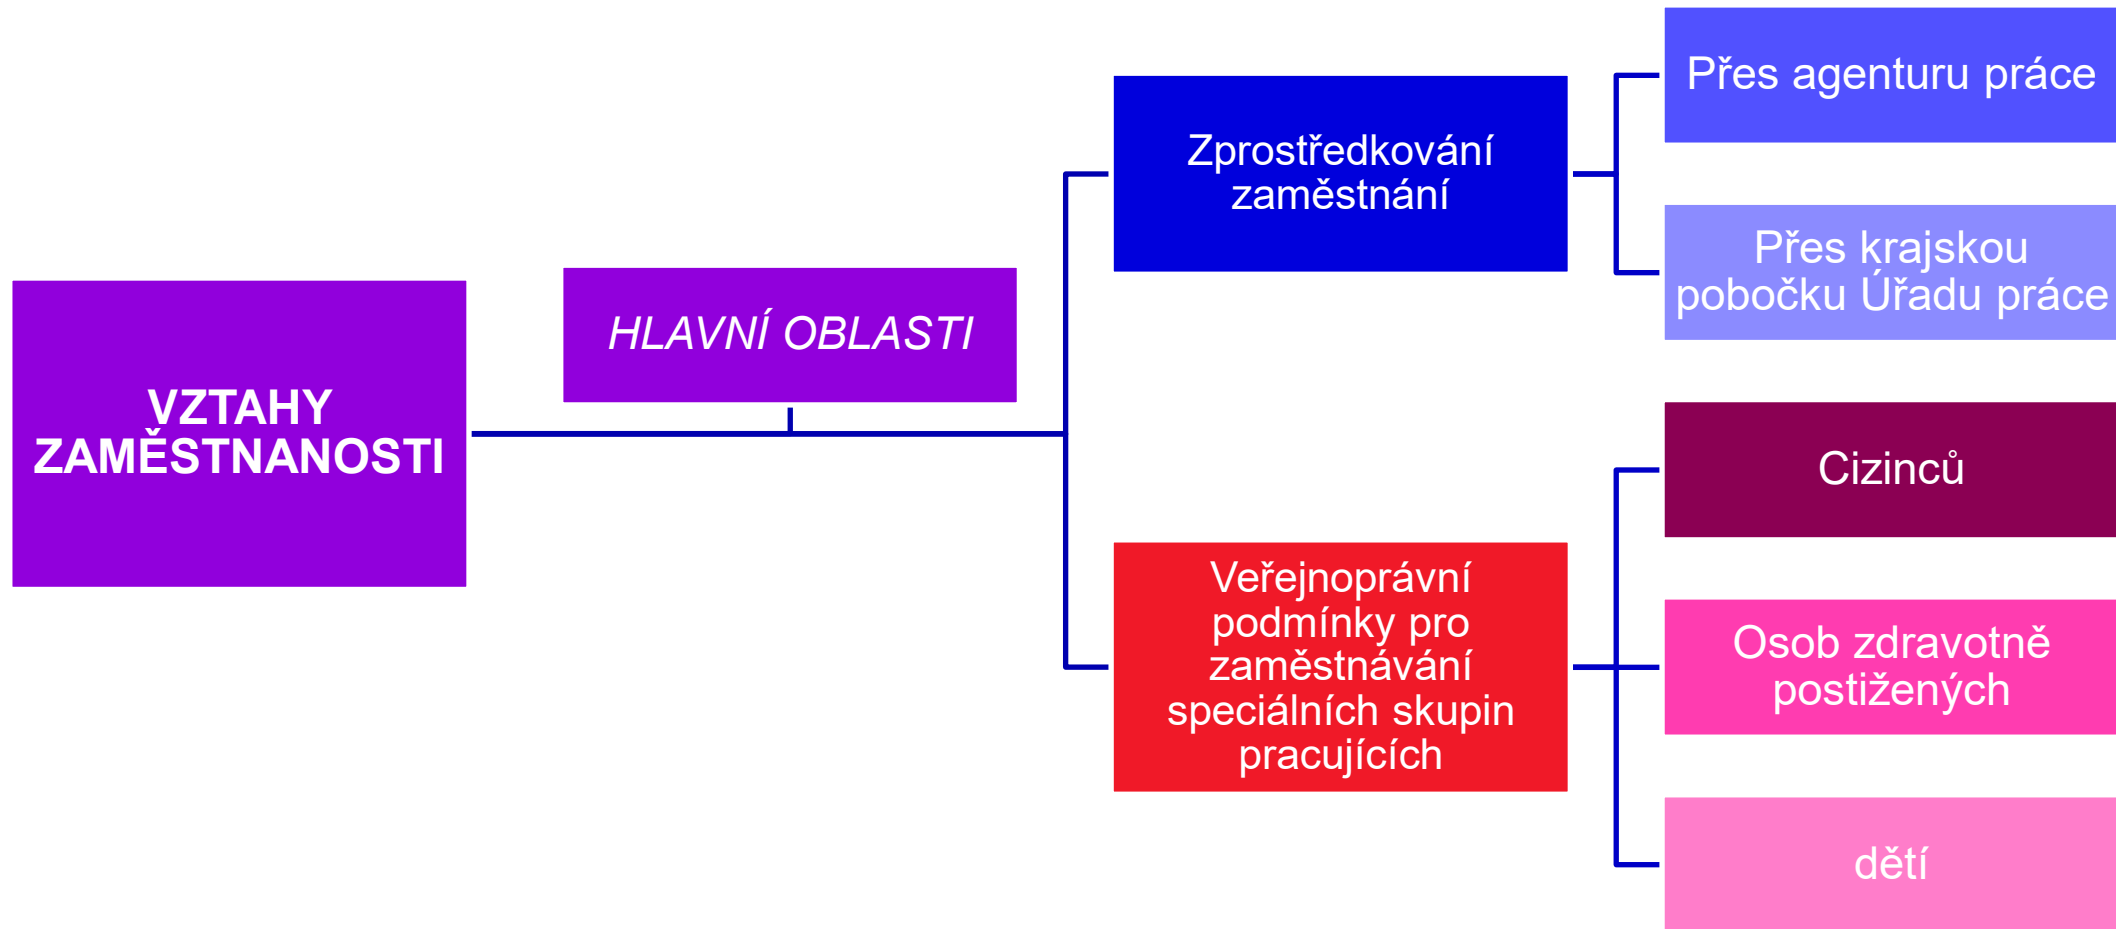 VZTAHY
ZAMĚSTNANOSTI
HLAVNÍ OBLASTI
Zprostředkování
zaměstnání
Přes agenturu práce
Přes krajskou
pobočku Úřadu práce
Veřejnoprávní
podmínky pro
zaměstnávání
speciálních skupin
pracujících
Cizinců
Osob zdravotně
postižených
dětí